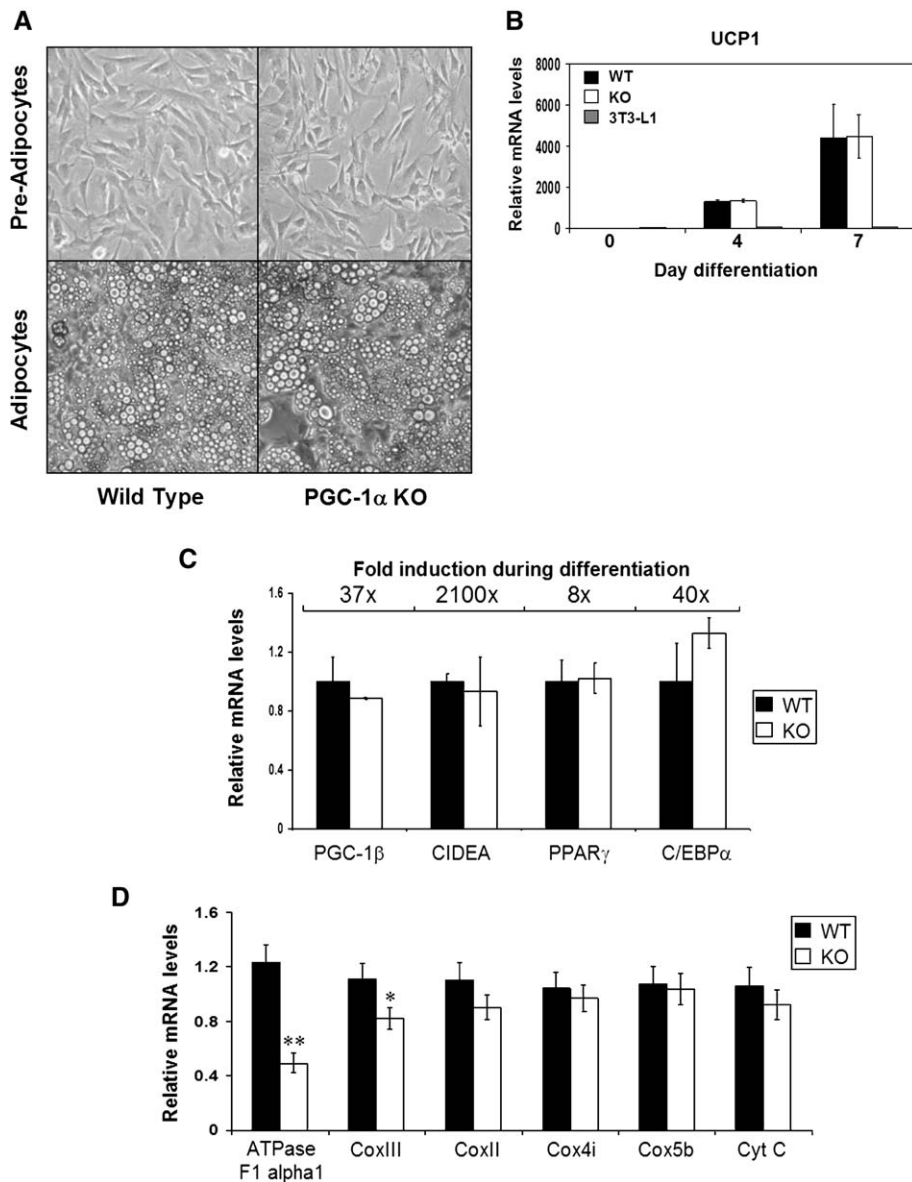 A
Pre-Adipocytes
Adipocytes
Wild Type
PGC-1α KO
B
UCP1
Relative mRNA levels
8000
6000
4000
2000
0
WT
KO
3T3-L1
0 4 7
Day differentiation
C
Fold induction during differentiation
37x 2100x 8x 40x
Relative mRNA levels
1.6
1.2
0.8
0.4
0
WT
KO
PGC-1β CIDEA PPARγ C/EBPα
D
Relative mRNA levels
1.6
1.2
0.8
0.4
0
**
*
WT
KO
ATPase F1 alpha1
CoxIII
CoxII
Cox4i
Cox5b
Cyt C